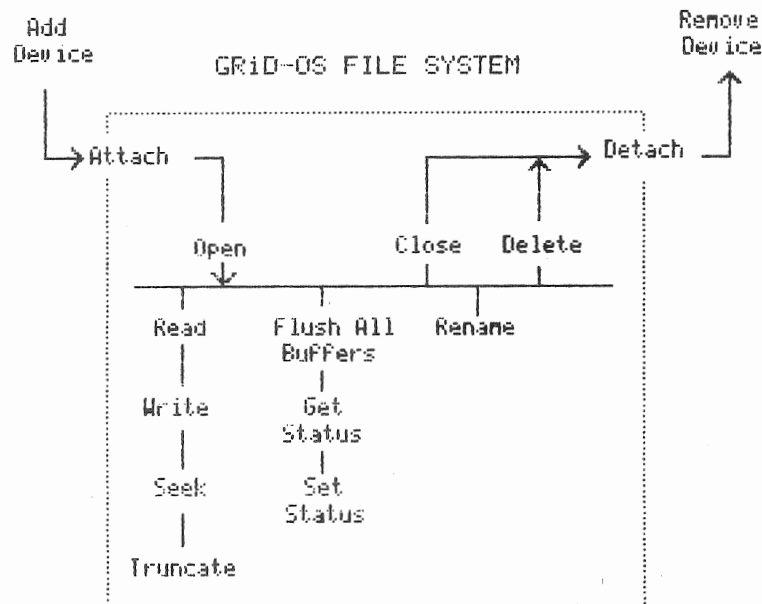 Add
Device
Remove
Device
GRiD-OS FILE SYSTEM
Attach
Detach
Open
Close
Delete
Read
Flush All
Buffers
Rename
Write
Get
Status
Seek
Set
Status
Truncate